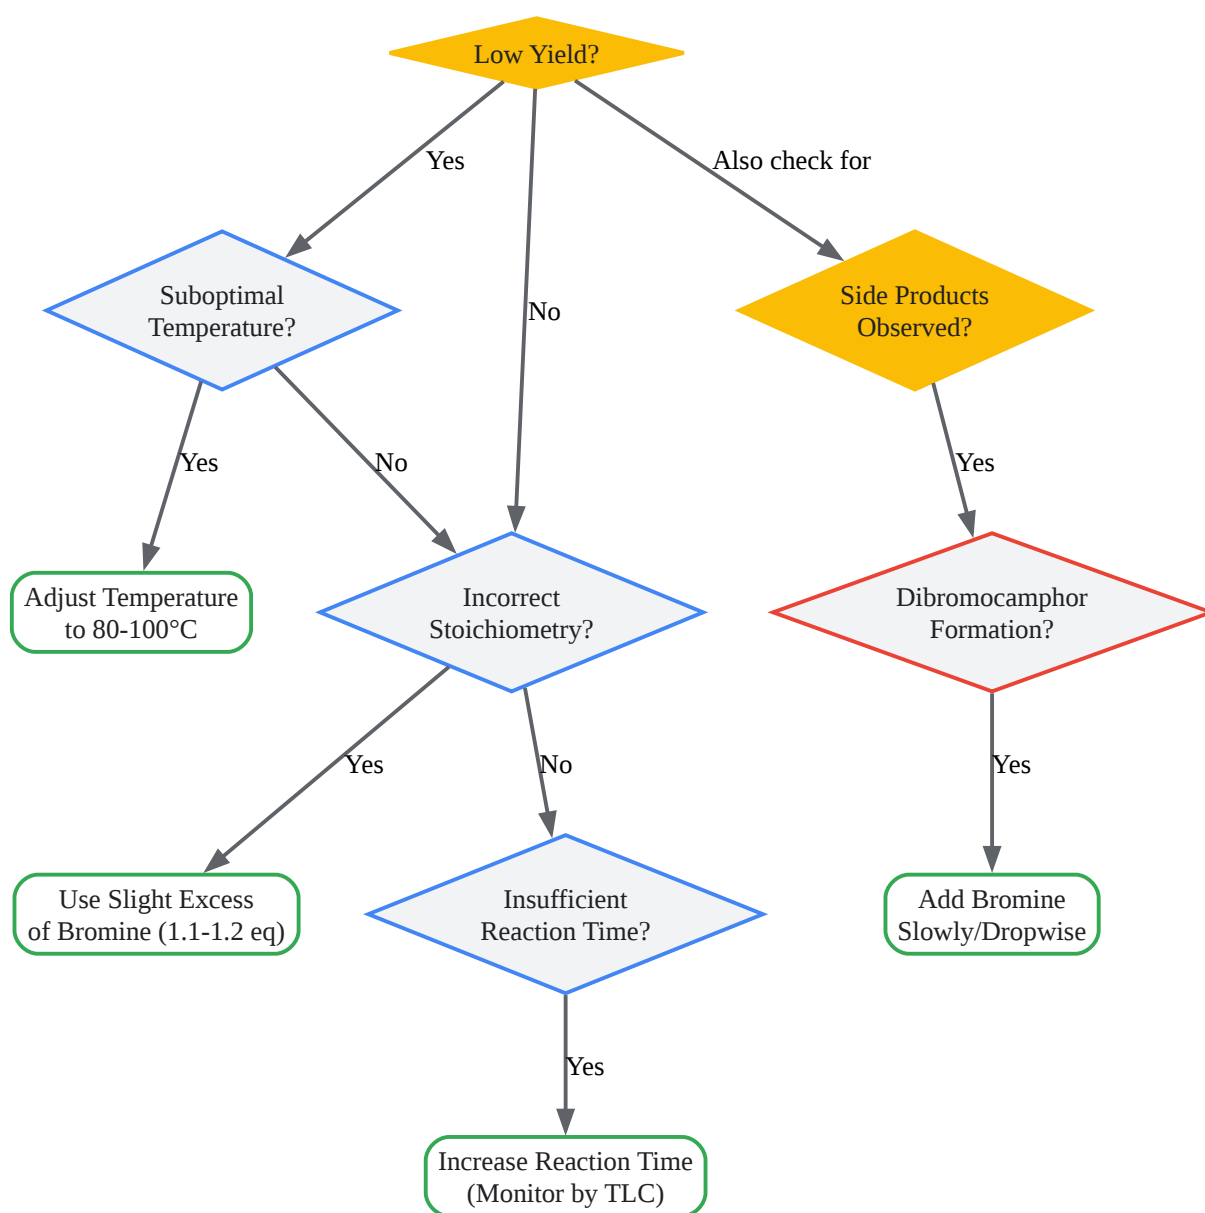 Low Yield?
Yes
Also check for
Suboptimal
Temperature?
No
Side Products
Observed?
Yes
No
Yes
Adjust Temperature
to 80-100°C
Incorrect
Stoichiometry?
Dibromocamphor
Formation?
Yes
No
Yes
Use Slight Excess
of Bromine (1.1-1.2 eq)
Insufficient
Reaction Time?
Add Bromine
Slowly/Dropwise
Yes
Increase Reaction Time
(Monitor by TLC)